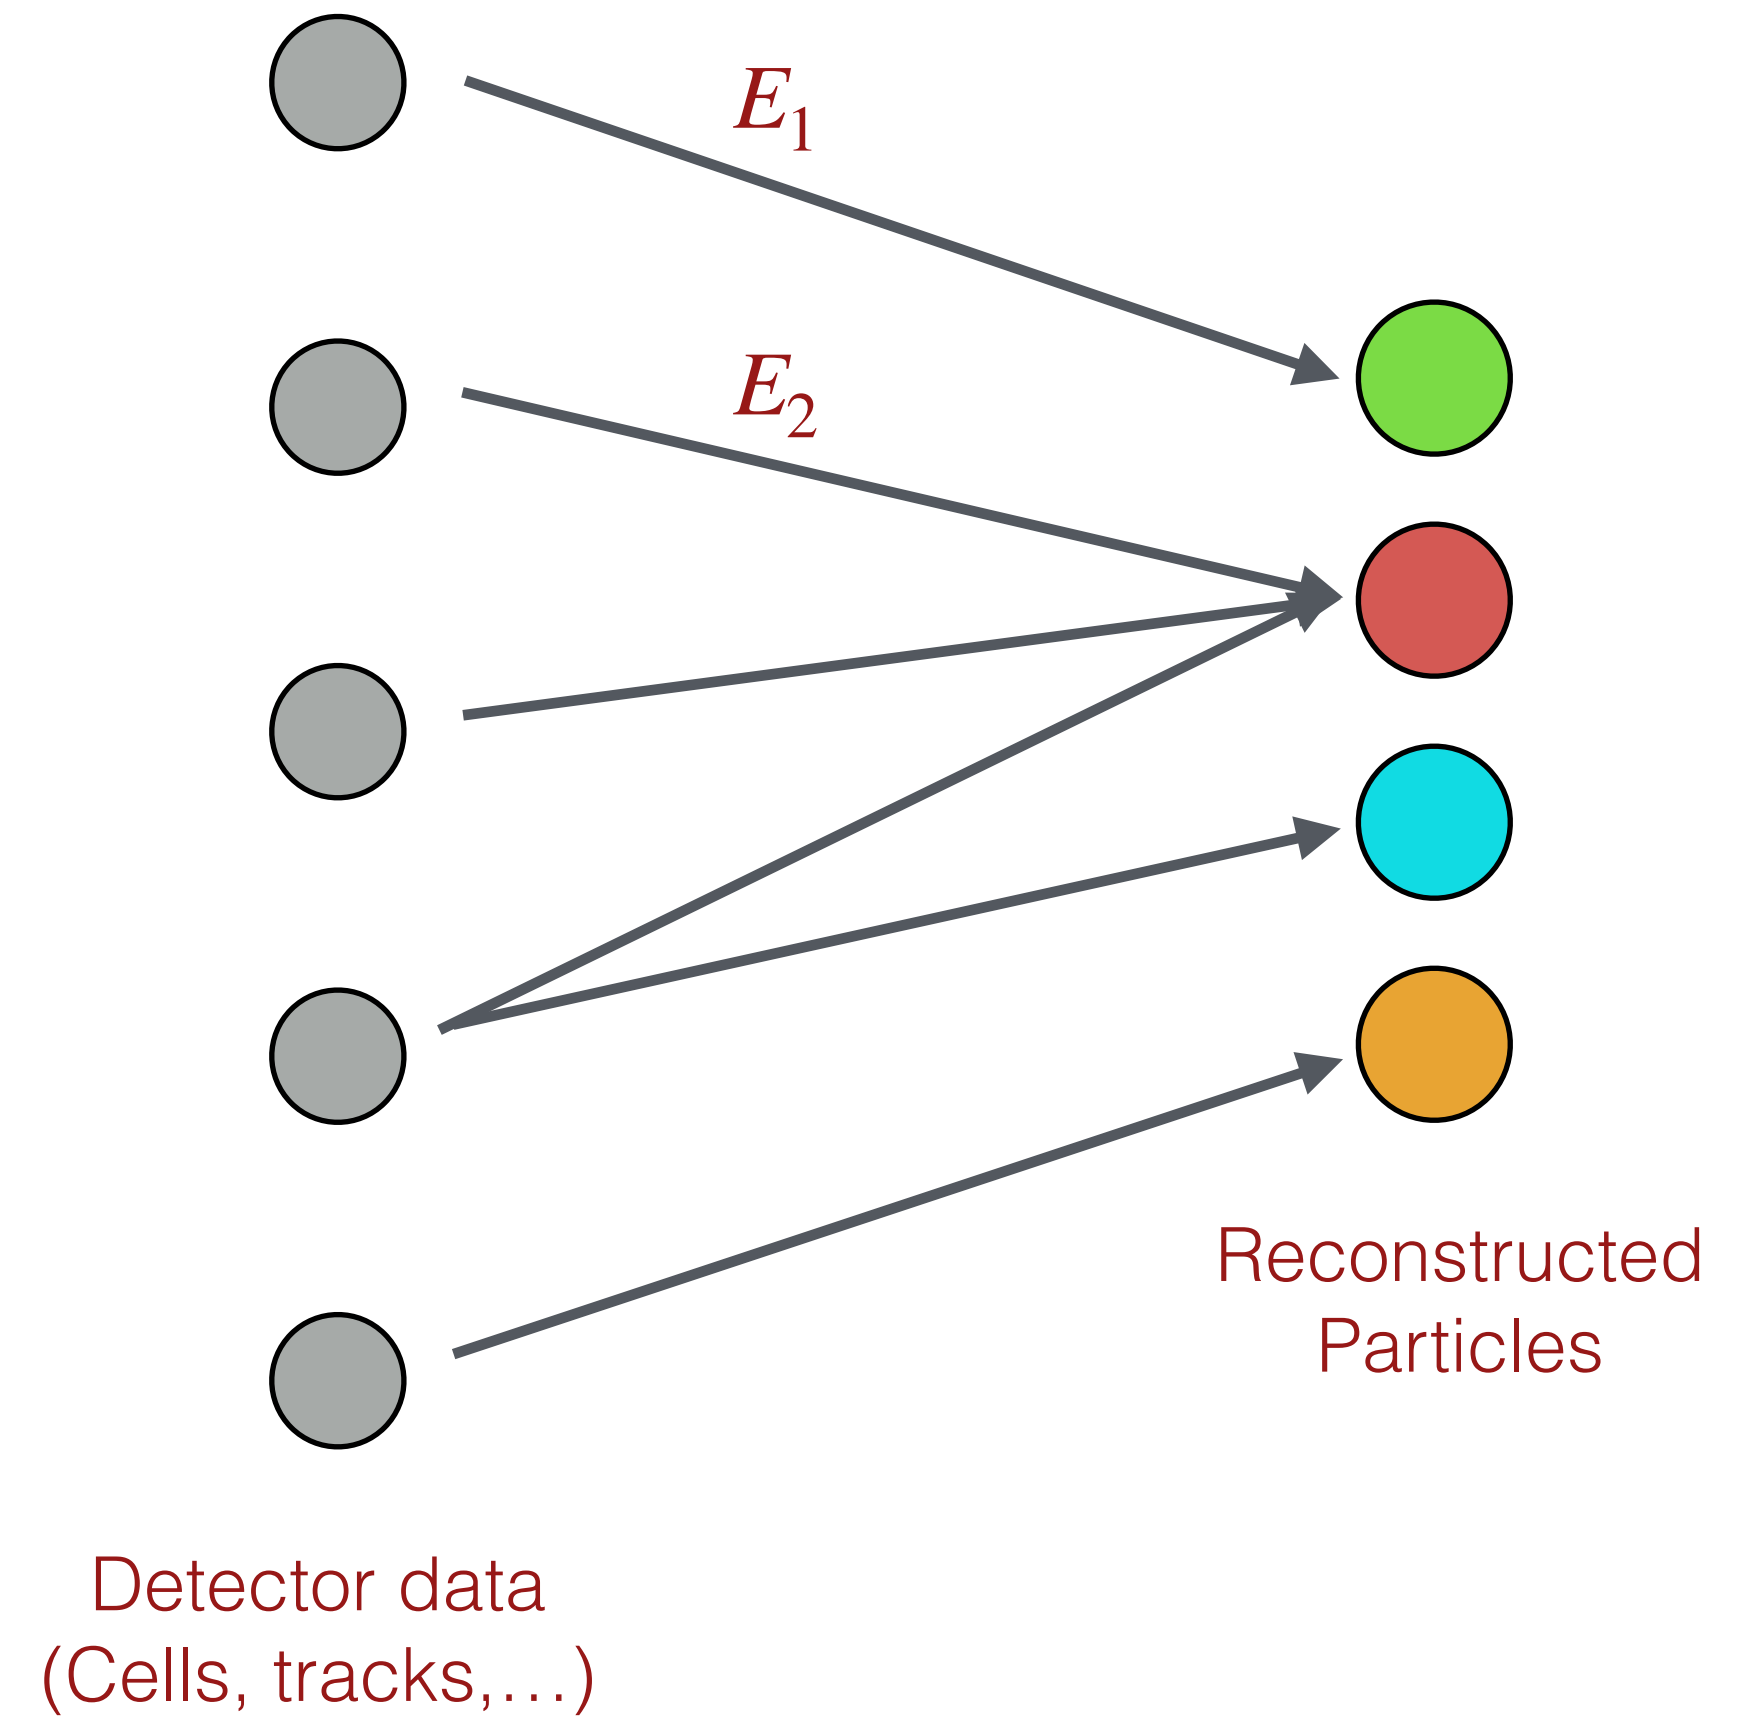 E₁
E₂
Reconstructed
Particles
Detector data
(Cells, tracks,…)